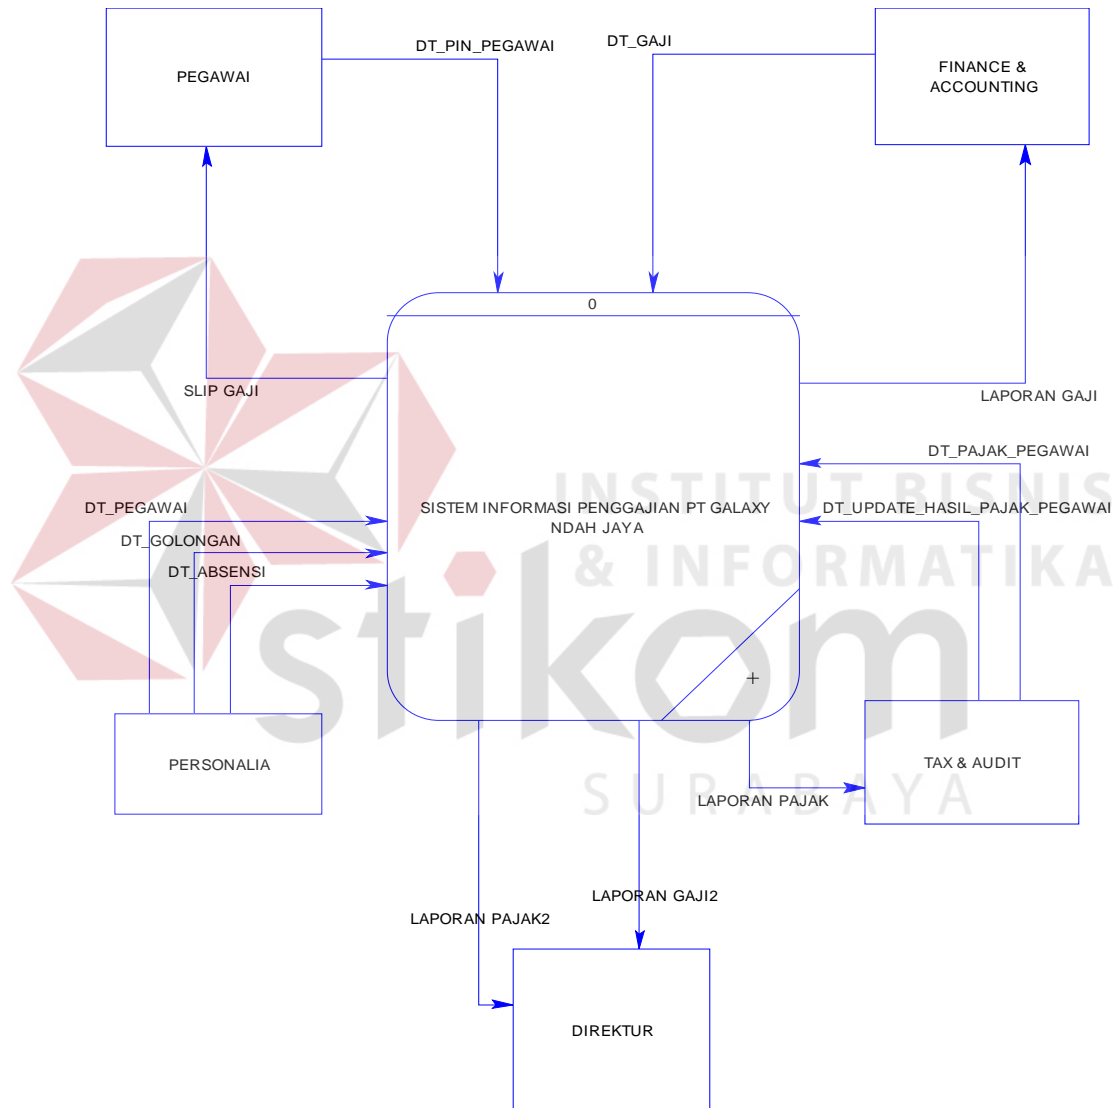 DT_PIN_PEGAWAI
DT_GAJI
PEGAWAI
FINANCE &
ACCOUNTING
0
SLIP GAJI
LAPORAN GAJI
DT_PAJAK_PEGAWAI
INSTITUT BISNIS
DT_PEGAWAI
SISTEM INFORMASI PENGGAJIAN PT GALAXY
NDAH JAYA
DT_UPDATE_HASIL_PAJAK_PEGAWAI
DT_GOLONGAN
DT_ABSENSI
& INFORMATIKA
stikom
+
PERSONALIA
TAX & AUDIT
SURABAYA
LAPORAN PAJAK
LAPORAN GAJI2
LAPORAN PAJAK2
DIREKTUR